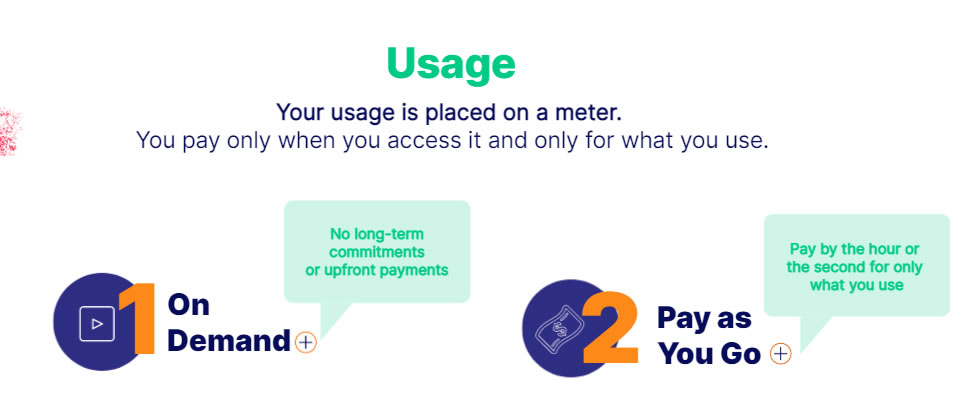 Usage
Your usage is placed on a meter.
You pay only when you access it and only for what you use.
No long-term
commitments
or upfront payments
1
On
Demand
Pay by the hour or
the second for only
what you use
2
Pay as
You Go